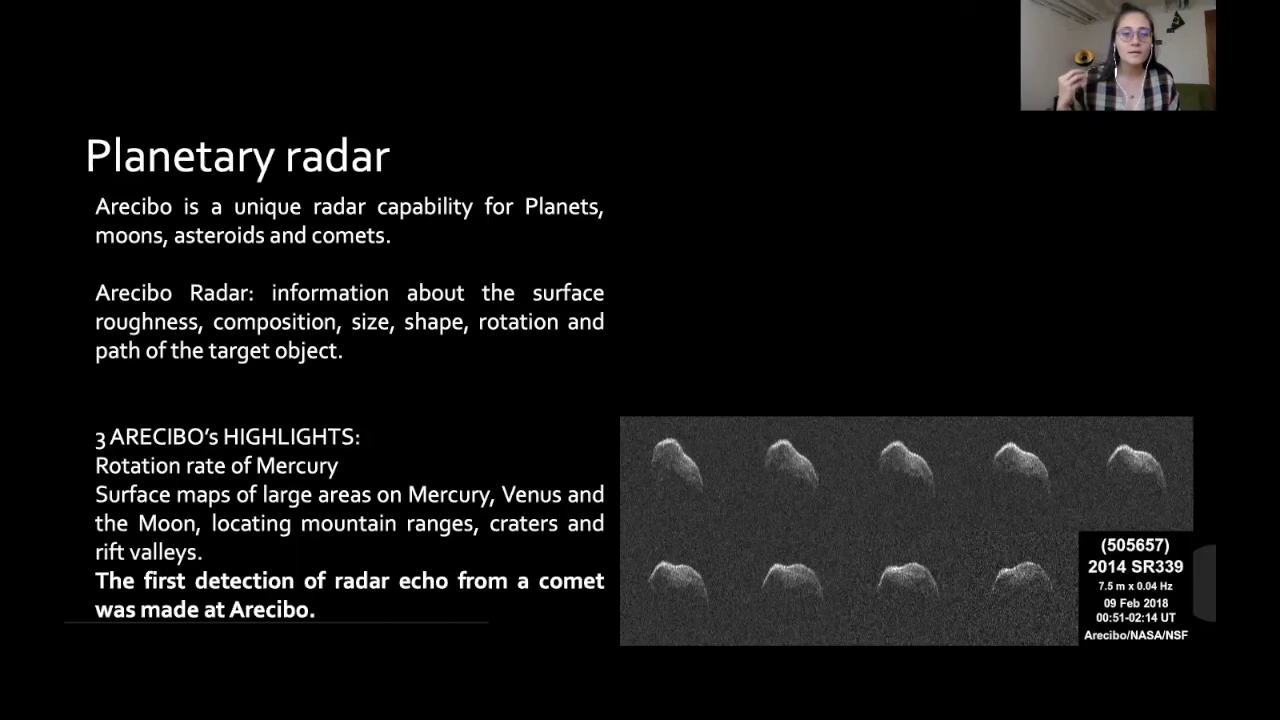 Planetary radar
Arecibo is a unique radar capability for Planets,
moons, asteroids and comets.
Arecibo Radar: information about the surface
roughness, composition, size, shape, rotation and
path of the target object.
3 ARECIBO's HIGHLIGHTS:
Rotation rate of Mercury
Surface maps of large areas on Mercury, Venus and
the Moon, locating mountain ranges, craters and
rift valleys.
The first detection of radar echo from a comet
was made at Arecibo.
(505657)
2014 SR339
7.5 m x 0.04 Hz
09 Feb 2018
00:51-02:14 UT
Arecibo/NASA/NSF